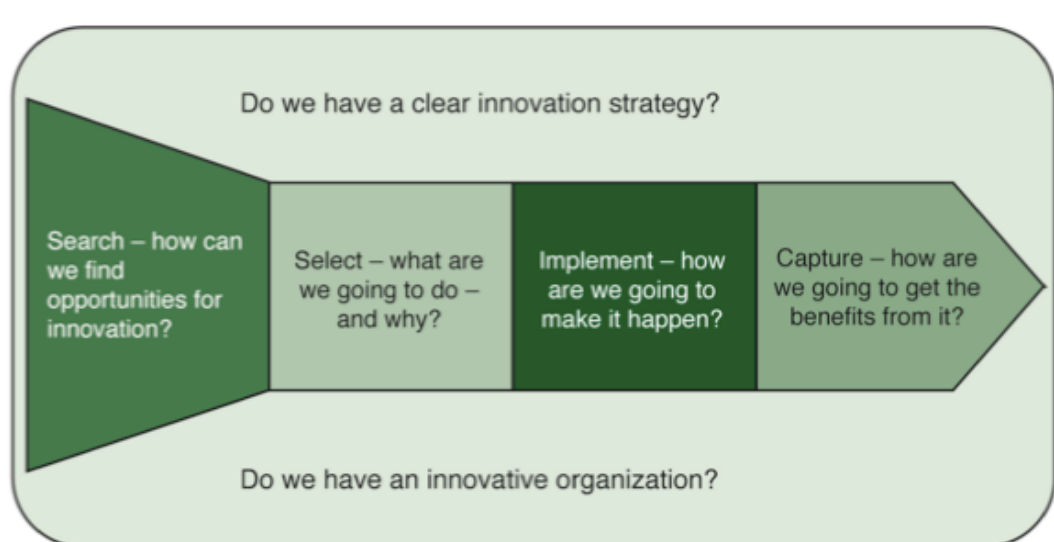 Do we have a clear innovation strategy?
Search – how can
we find
opportunities for
innovation?
Select – what are
we going to do –
and why?
Implement – how
are we going to
make it happen?
Capture – how are
we going to get the
benefits from it?
Do we have an innovative organization?